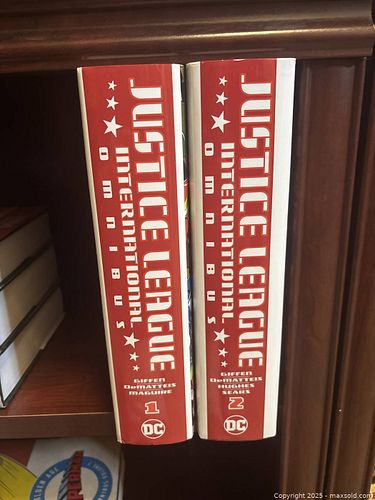 JUSTICE LEAGUE
INTERNATIONAL
OMNIBUS
GIFFEN
DeMATTEIS
MAGUIRE
1
DC
JUSTICE LEAGUE
INTERNATIONAL
OMNIBUS
GIFFEN
DeMATTEIS
HUGHES
SEARS
2
DC
Copyright 2025 - maxsold.com